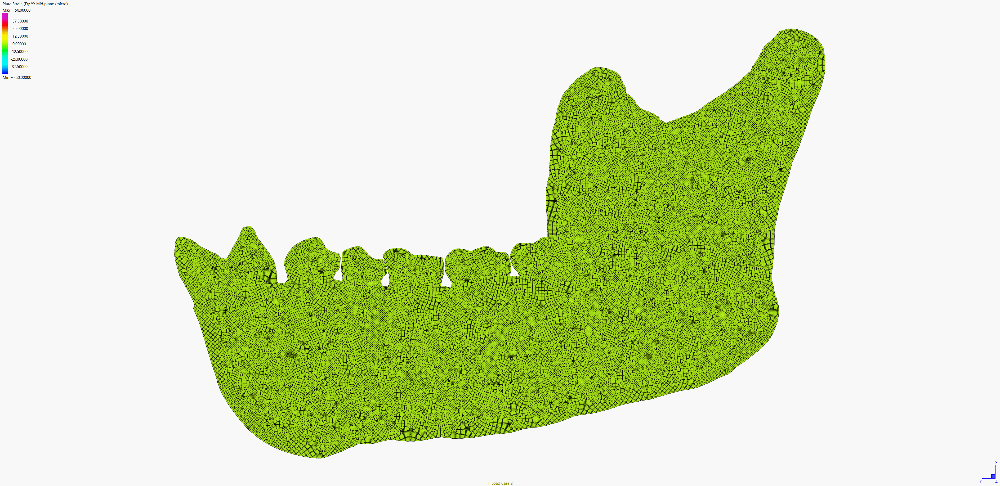 Plate Strain (D): YY Mid plane (micro)
Max = 50.00000
37.50000
25.00000
12.50000
0.00000
-12.50000
-25.00000
-37.50000
Min = -50.00000
X
Y
Z
1: Load Case 2